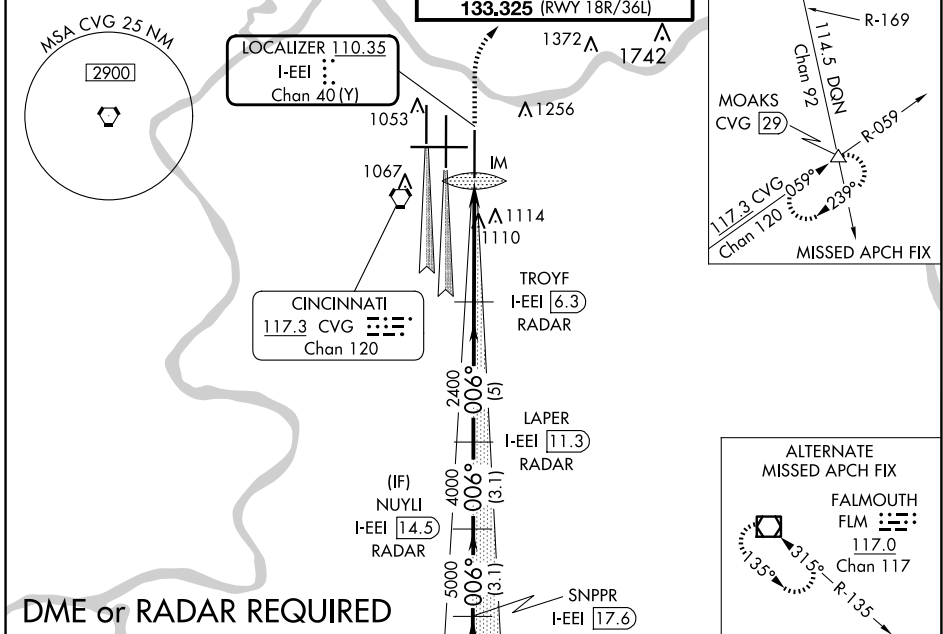 133.325 (RWY 18R/36L)
MSA CVG 25 NM
2900
LOCALIZER 110.35
I-EEI
Chan 40 (Y)
1372
1742
1053
1256
1067
IM
1114
1110
CINCINNATI
117.3 CVG
Chan 120
TROYF
I-EEI 6.3
RADAR
2400
006°
(5)
LAPER
I-EEI 11.3
RADAR
4000
006°
(3.1)
(IF)
NUYLI
I-EEI 14.5
RADAR
5000
006°
(3.1)
SNPPR
I-EEI 17.6
DME or RADAR REQUIRED
R-169
114.5 DQN
Chan 92
MOAKS
CVG 29
R-059
059°
239°
117.3 CVG
Chan 120
MISSED APCH FIX
ALTERNATE
MISSED APCH FIX
FALMOUTH
FLM
117.0
Chan 117
315°
135°
R-135